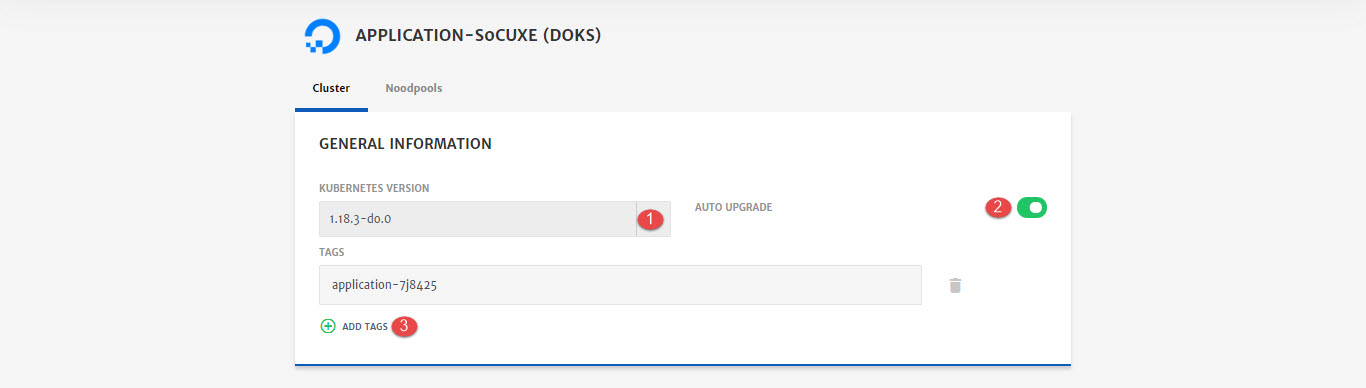 APPLICATION-S0CUXE (DOKS)
Cluster Noodpools
GENERAL INFORMATION
KUBERNETES VERSION
1.18.3-do.0 1
AUTO UPGRADE 2
TAGS
application-7j8425
ADD TAGS 3